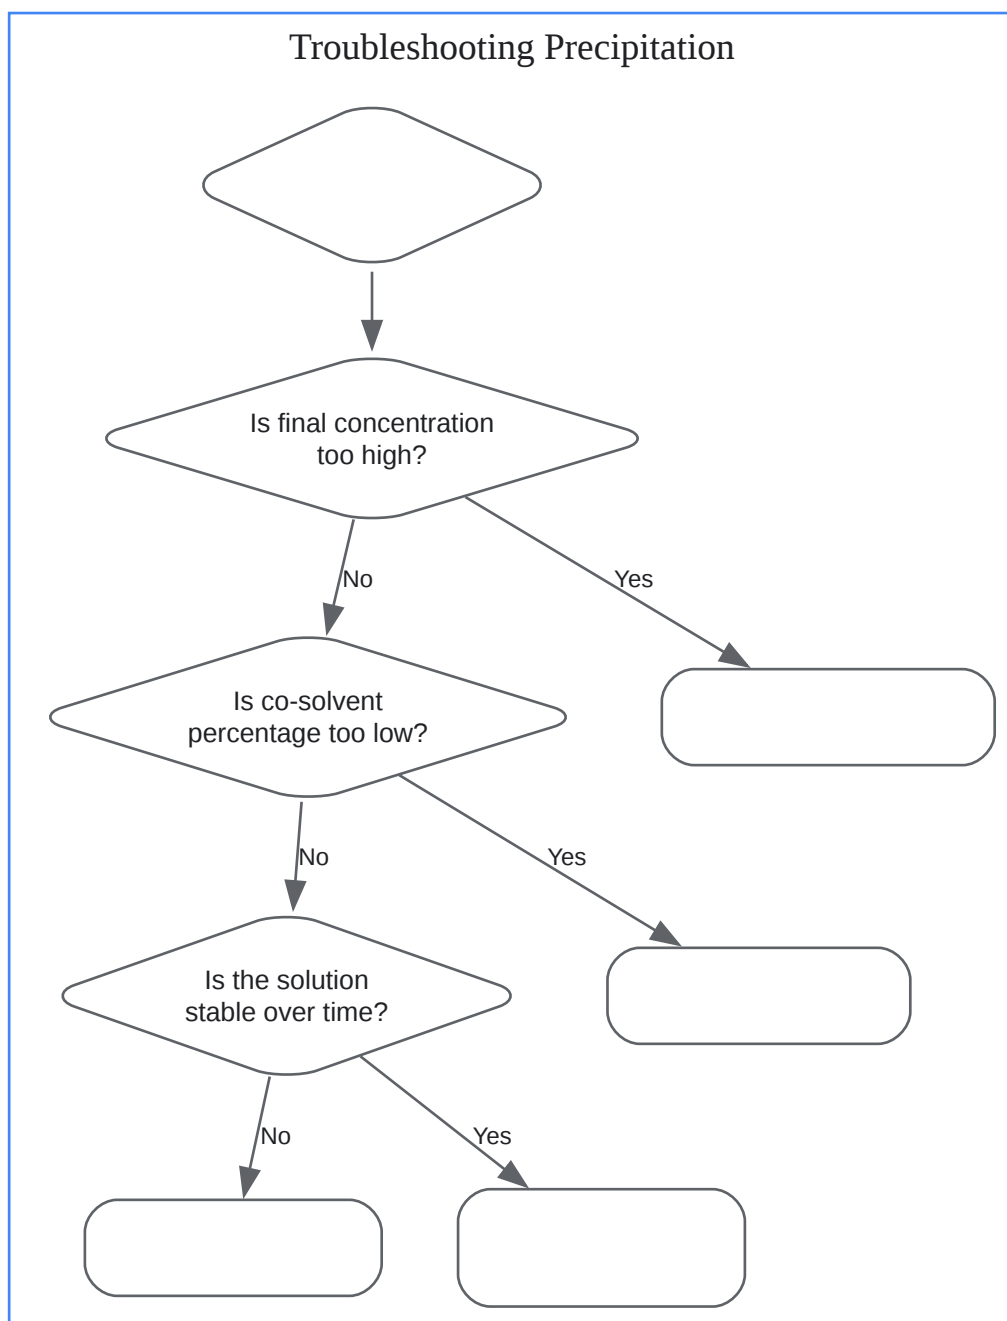 Troubleshooting Precipitation
Is final concentration
too high?
No
Yes
Is co-solvent
percentage too low?
No
Yes
Is the solution
stable over time?
No
Yes